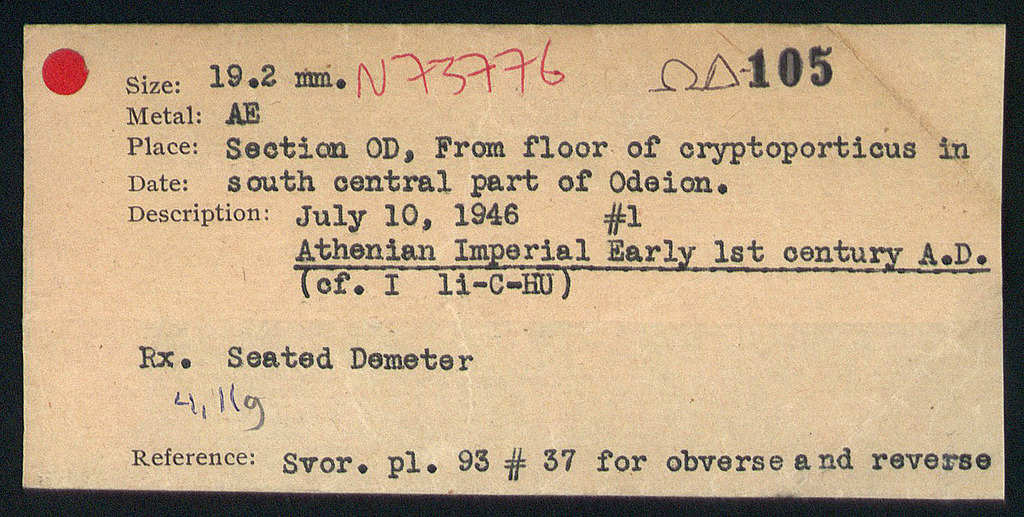 Size: 19.2 mm. N73776 ΩΔ-105
Metal: AE
Place: Section OD, From floor of cryptoporticus in
Date: south central part of Odeion.
Description: July 10, 1946 #1
Athenian Imperial Early 1st century A.D.
(cf. I li-C-HU)
Rx. Seated Demeter
4,11g
Reference: Svor. pl. 93 # 37 for obverse and reverse